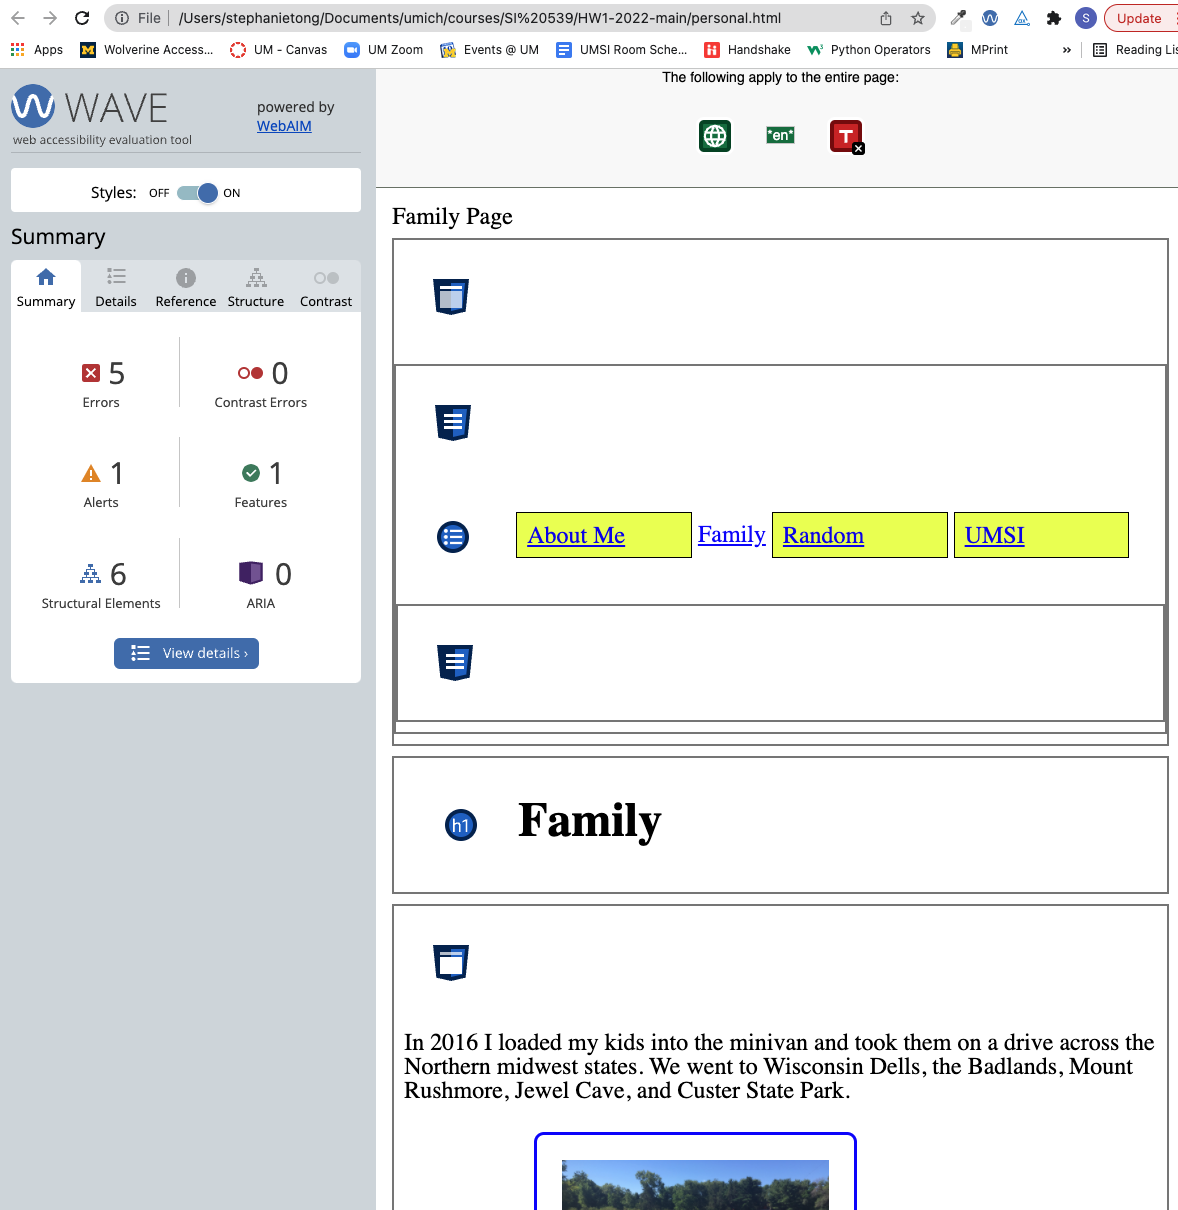 File /Users/stephanietong/Documents/umich/courses/SI%20539/HW1-2022-main/personal.html
Update
Apps Wolverine Access... UM - Canvas UM Zoom Events @ UM UMSI Room Sche... Handshake Python Operators MPrint » Reading Lis
The following apply to the entire page:
WAVE
web accessibility evaluation tool
powered by
WebAIM
*en*
T
Styles: OFF ON
Summary
Summary Details Reference Structure Contrast
5
Errors
0
Contrast Errors
1
Alerts
1
Features
6
Structural Elements
0
ARIA
View details ›
Family Page
About Me Family Random UMSI
h1 Family
In 2016 I loaded my kids into the minivan and took them on a drive across the
Northern midwest states. We went to Wisconsin Dells, the Badlands, Mount
Rushmore, Jewel Cave, and Custer State Park.